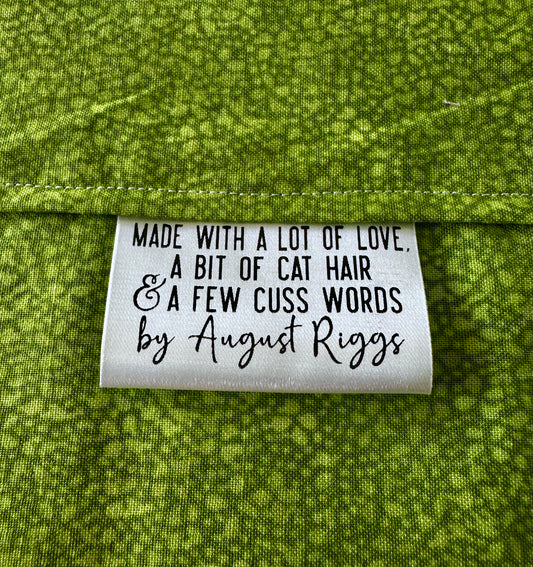 MADE WITH A LOT OF LOVE,
A BIT OF CAT HAIR
& A FEW CUSS WORDS
by August Riggs